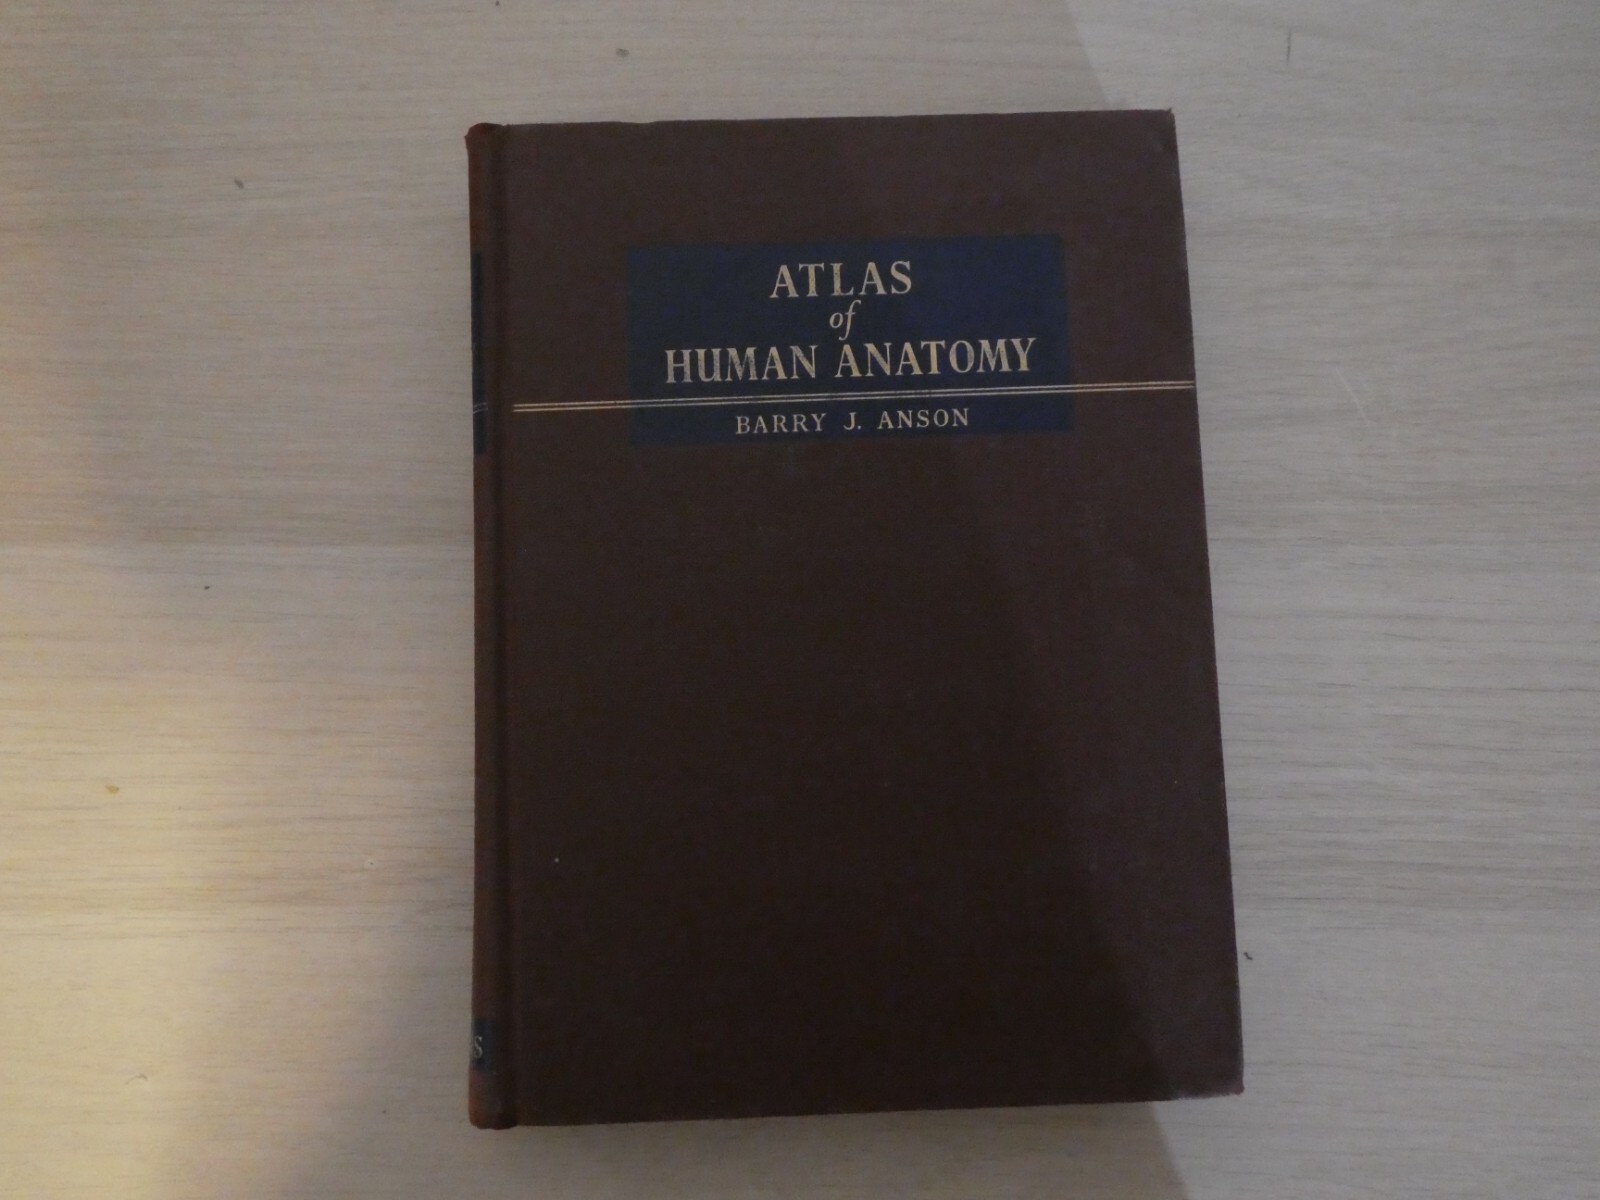 ATLAS
of
HUMAN ANATOMY
BARRY J. ANSON
S